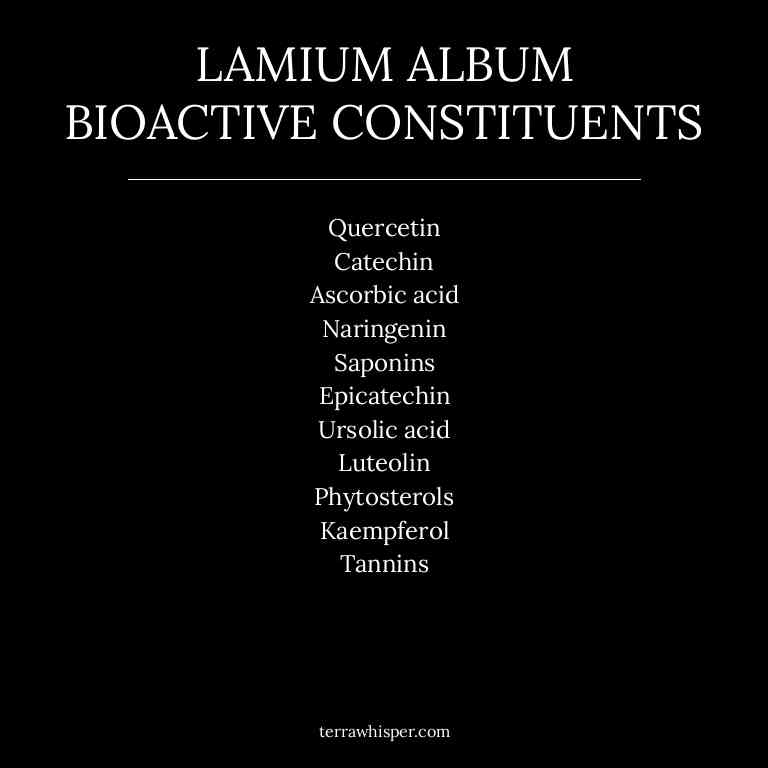 LAMIUM ALBUM
BIOACTIVE CONSTITUENTS
Quercetin
Catechin
Ascorbic acid
Naringenin
Saponins
Epicatechin
Ursolic acid
Luteolin
Phytosterols
Kaempferol
Tannins
terrawhisper.com